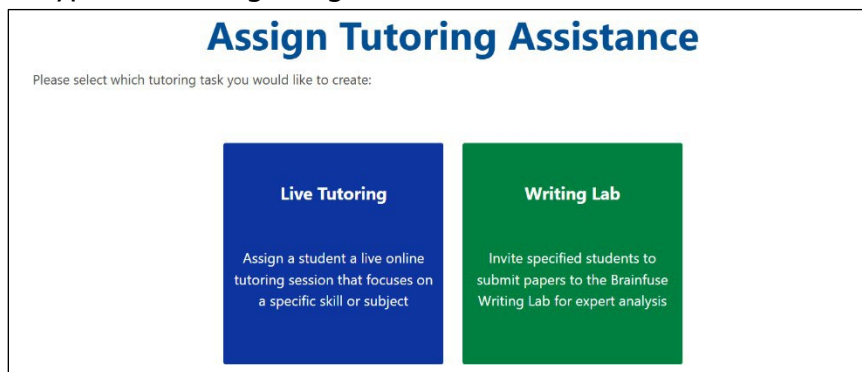 Assign Tutoring Assistance
Please select which tutoring task you would like to create:
Live Tutoring
Assign a student a live online
tutoring session that focuses on
a specific skill or subject
Writing Lab
Invite specified students to
submit papers to the Brainfuse
Writing Lab for expert analysis